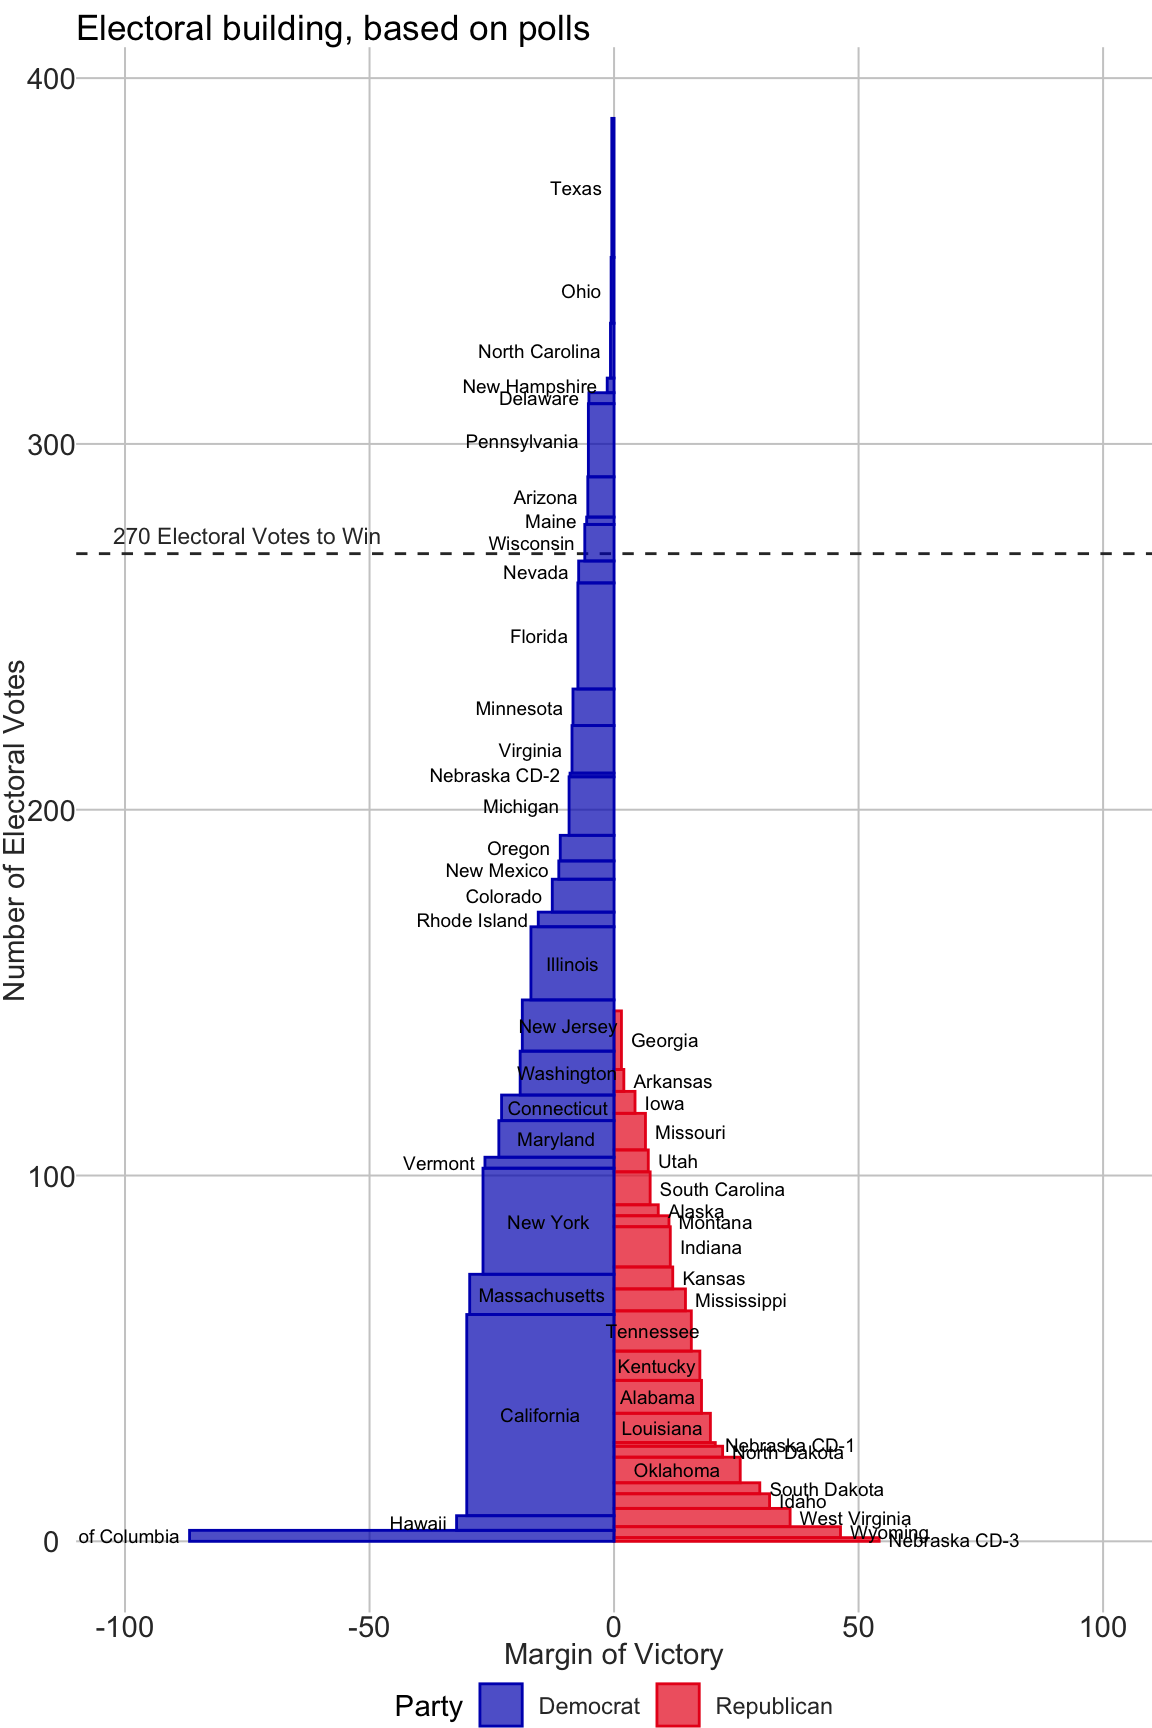 Electoral building, based on polls
400
Texas
Ohio
North Carolina
New Hampshire
Delaware
300
Pennsylvania
Arizona
Maine
270 Electoral Votes to Win
Wisconsin
Nevada
Florida
Minnesota
Virginia
Nebraska CD-2
200
Michigan
Oregon
New Mexico
Colorado
Rhode Island
Illinois
New Jersey
Georgia
Washington
Arkansas
Iowa
Connecticut
Missouri
Maryland
Utah
Vermont
100
South Carolina
Alaska
Montana
New York
Indiana
Kansas
Massachusetts
Mississippi
Tennessee
Kentucky
Alabama
California
Louisiana
Nebraska CD-1
North Dakota
Oklahoma
South Dakota
Idaho
West Virginia
Hawaii
Wyoming
of Columbia
Nebraska CD-3
0
Number of Electoral Votes
-100 -50 0 50 100
Margin of Victory
Party Democrat Republican